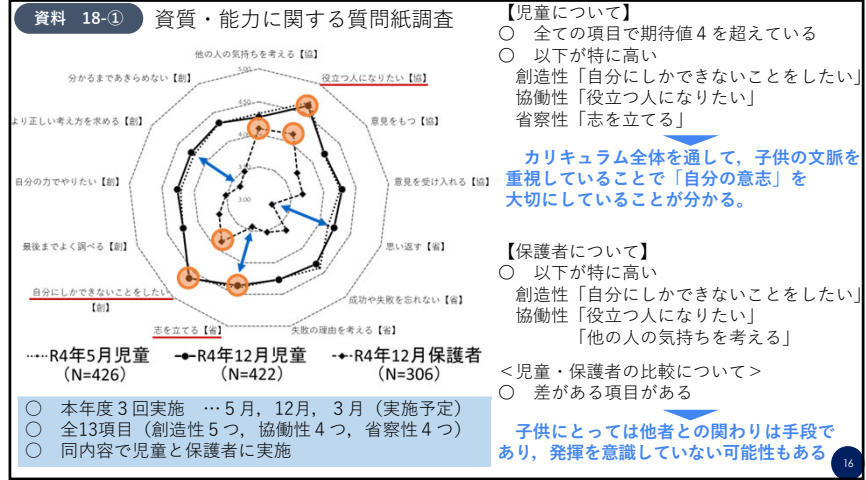 資料 18-①
資質・能力に関する質問紙調査
他の人の気持ちを考える【協】
役立つ人になりたい【協】
意見をもつ【協】
意見を受け入れる【協】
思い返す【省】
成功や失敗を忘れない【省】
失敗の理由を考える【省】
志を立てる【省】
自分にしかできないことをしたい
【創】
最後までよく調べる【創】
自分の力でやりたい【創】
より正しい考え方を求める【創】
分かるまであきらめない【創】
5.00
4.50
4.00
3.00
R4年5月児童
(N=426)
R4年12月児童
(N=422)
R4年12月保護者
(N=306)
○ 本年度3回実施 …5月,12月,3月(実施予定)
○ 全13項目(創造性5つ,協働性4つ,省察性4つ)
○ 同内容で児童と保護者に実施
【児童について】
○ 全ての項目で期待値4を超えている
○ 以下が特に高い
創造性「自分にしかできないことをしたい」
協働性「役立つ人になりたい」
省察性「志を立てる」
カリキュラム全体を通して,子供の文脈を
重視していることで「自分の意志」を
大切にしていることが分かる。
【保護者について】
○ 以下が特に高い
創造性「自分にしかできないことをしたい」
協働性「役立つ人になりたい」
「他の人の気持ちを考える」
<児童・保護者の比較について>
○ 差がある項目がある
子供にとっては他者との関わりは手段で
あり,発揮を意識していない可能性もある
16